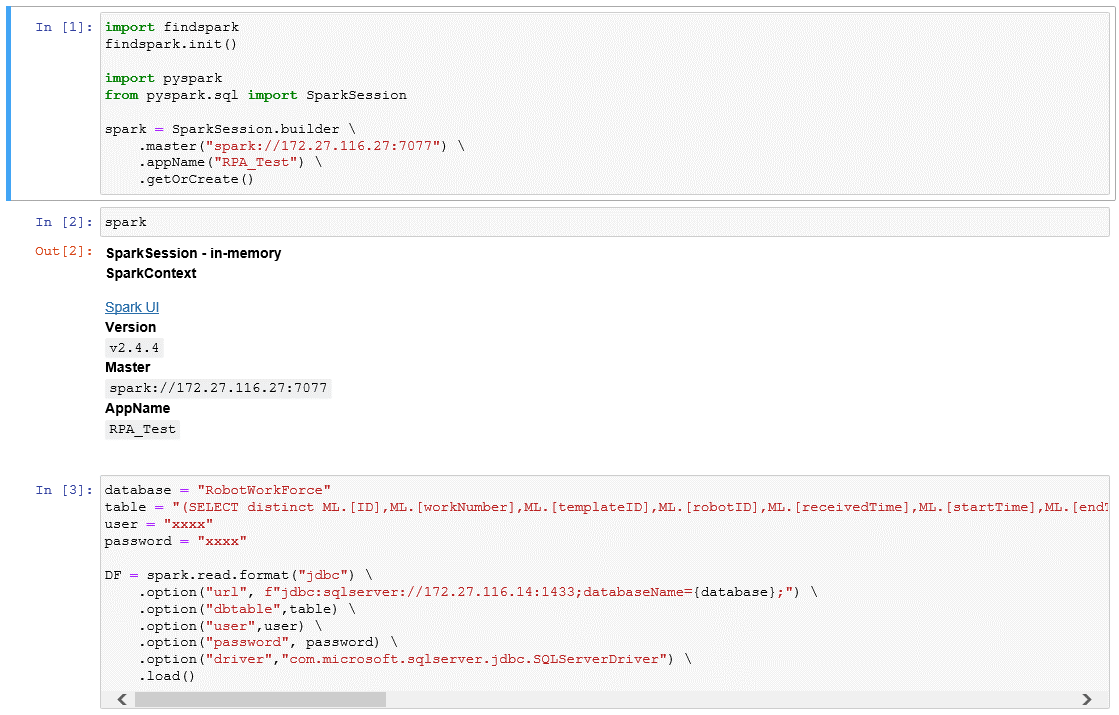 In [1]: import findspark
findspark.init()
import pyspark
from pyspark.sql import SparkSession
spark = SparkSession.builder \
    .master("spark://172.27.116.27:7077") \
    .appName("RPA_Test") \
    .getOrCreate()
In [2]: spark
Out[2]: SparkSession - in-memory
SparkContext
Spark UI
Version
v2.4.4
Master
spark://172.27.116.27:7077
AppName
RPA_Test
In [3]: database = "RobotWorkForce"
table = "(SELECT distinct ML.[ID],ML.[workNumber],ML.[templateID],ML.[robotID],ML.[receivedTime],ML.[startTime],ML.[end
user = "xxxx"
password = "xxxx"
DF = spark.read.format("jdbc") \
    .option("url", f"jdbc:sqlserver://172.27.116.14:1433;databaseName={database};") \
    .option("dbtable",table) \
    .option("user",user) \
    .option("password", password) \
    .option("driver","com.microsoft.sqlserver.jdbc.SQLServerDriver") \
    .load()